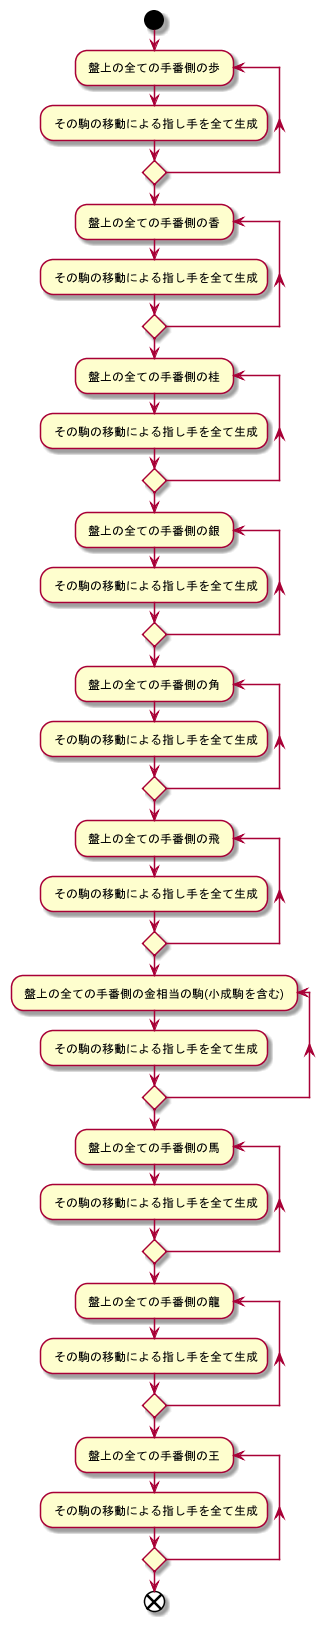 盤上の全ての手番側の歩
その駒の移動による指し手を全て生成
盤上の全ての手番側の香
その駒の移動による指し手を全て生成
盤上の全ての手番側の桂
その駒の移動による指し手を全て生成
盤上の全ての手番側の銀
その駒の移動による指し手を全て生成
盤上の全ての手番側の角
その駒の移動による指し手を全て生成
盤上の全ての手番側の飛
その駒の移動による指し手を全て生成
盤上の全ての手番側の金相当の駒(小成駒を含む)
その駒の移動による指し手を全て生成
盤上の全ての手番側の馬
その駒の移動による指し手を全て生成
盤上の全ての手番側の龍
その駒の移動による指し手を全て生成
盤上の全ての手番側の王
その駒の移動による指し手を全て生成